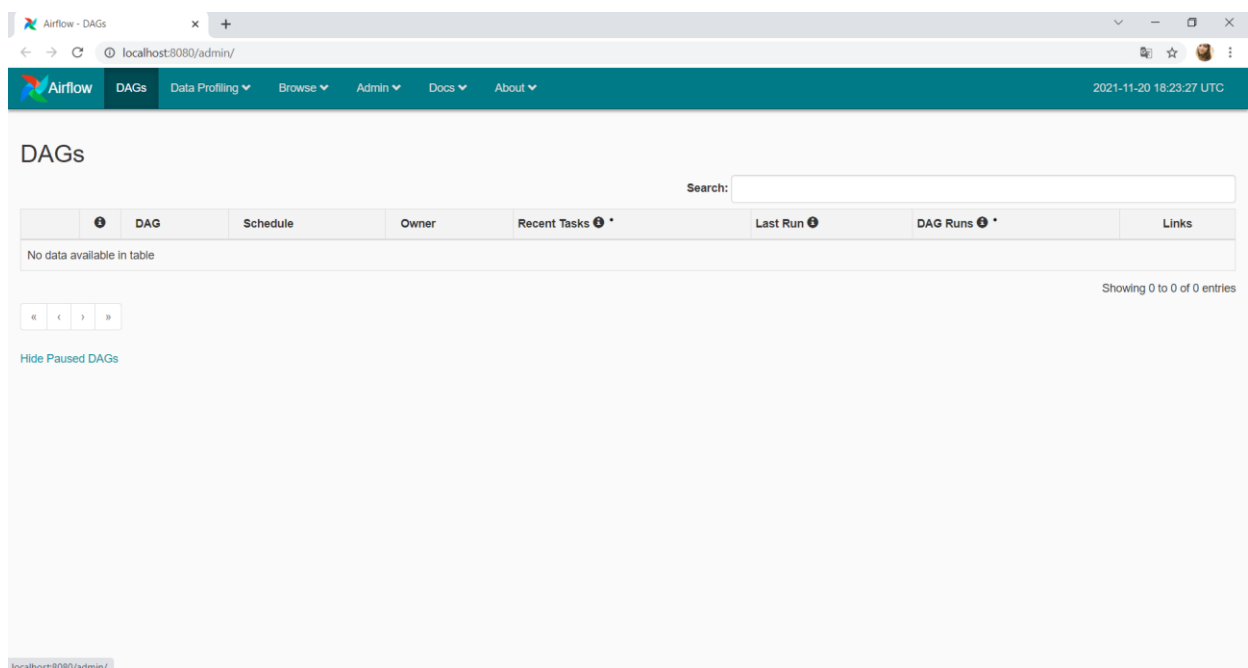 Airflow - DAGs
localhost:8080/admin/
Airflow DAGs Data Profiling Browse Admin Docs About 2021-11-20 18:23:27 UTC
DAGs
Search:
DAG Schedule Owner Recent Tasks Last Run DAG Runs Links
No data available in table
Showing 0 to 0 of 0 entries
« ‹ › »
Hide Paused DAGs
localhost:8080/admin/